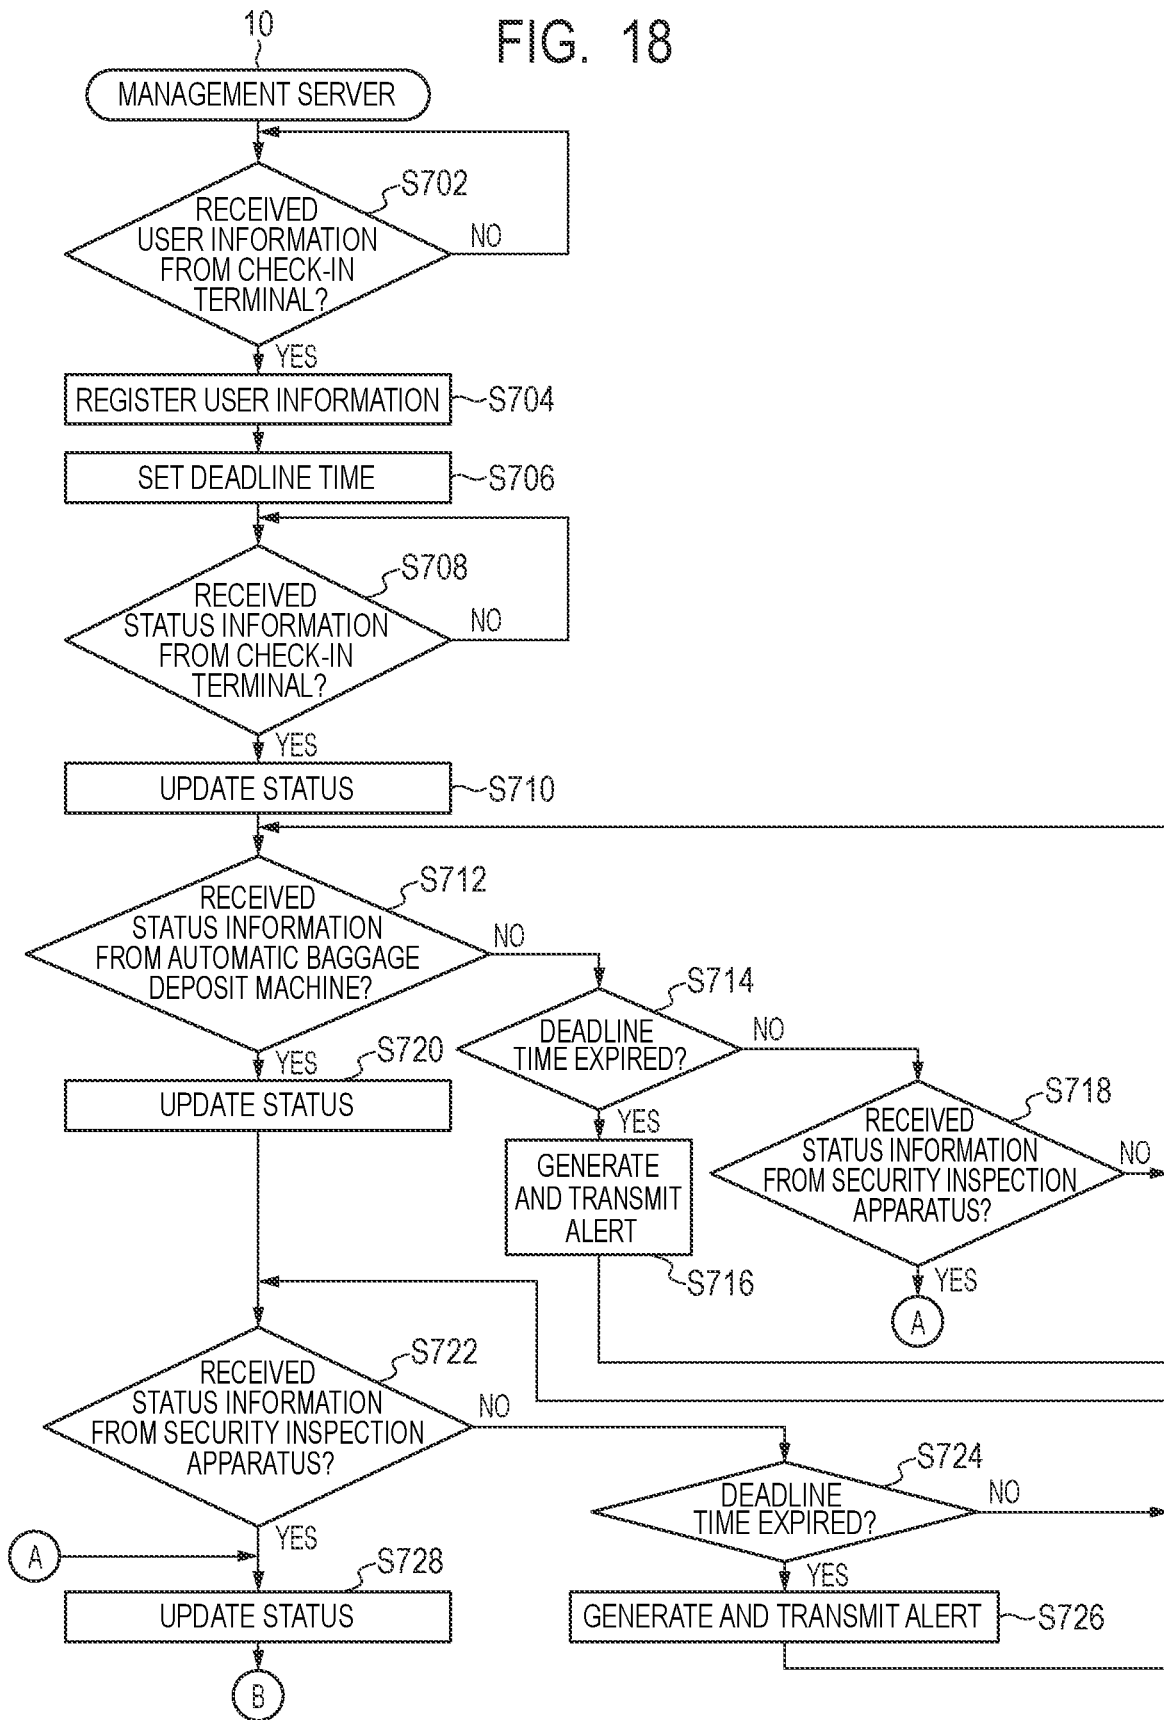 FIG. 18
10
MANAGEMENT SERVER
S702
RECEIVED
USER INFORMATION
FROM CHECK-IN
TERMINAL?
NO
YES
REGISTER USER INFORMATION
S704
SET DEADLINE TIME
S706
S708
RECEIVED
STATUS INFORMATION
FROM CHECK-IN
TERMINAL?
NO
YES
UPDATE STATUS
S710
S712
RECEIVED
STATUS INFORMATION
FROM AUTOMATIC BAGGAGE
DEPOSIT MACHINE?
NO
YES
S714
DEADLINE
TIME EXPIRED?
NO
YES
S720
UPDATE STATUS
S718
RECEIVED
STATUS INFORMATION
FROM SECURITY INSPECTION
APPARATUS?
NO
YES
A
GENERATE
AND TRANSMIT
ALERT
S716
S722
RECEIVED
STATUS INFORMATION
FROM SECURITY INSPECTION
APPARATUS?
NO
YES
S724
DEADLINE
TIME EXPIRED?
NO
YES
A
S728
UPDATE STATUS
GENERATE AND TRANSMIT ALERT
S726
B